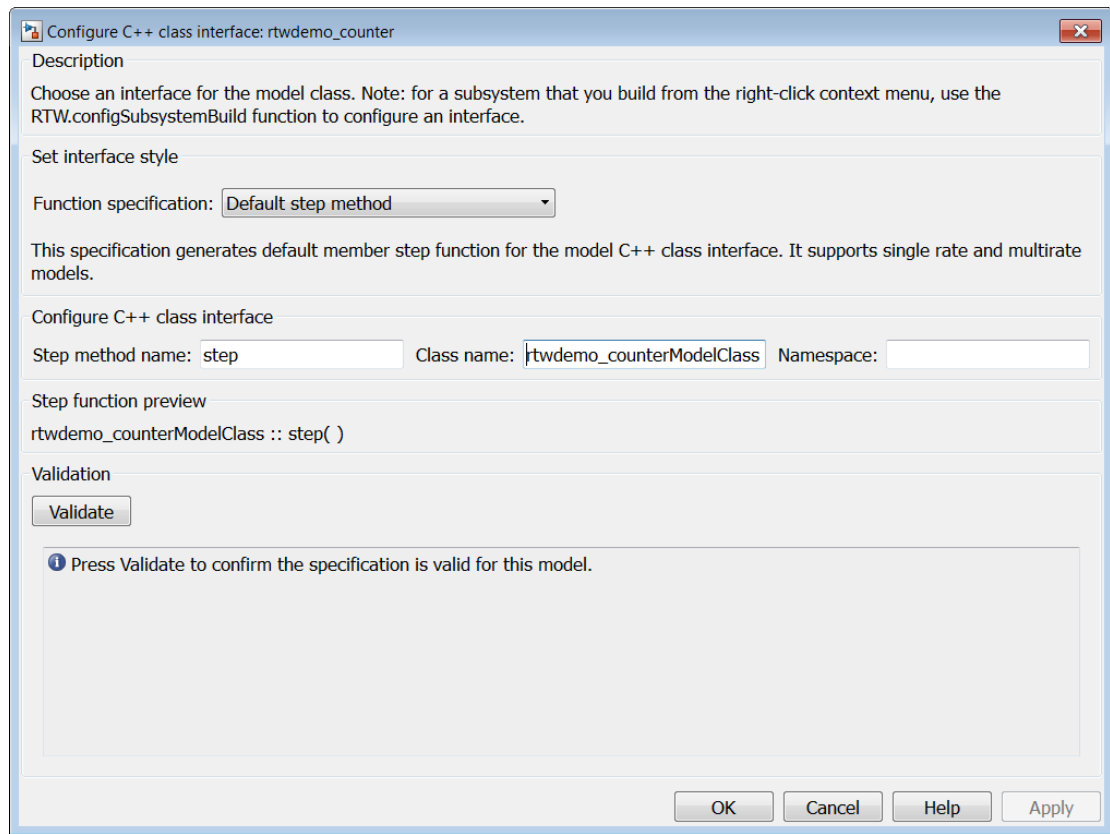 Configure C++ class interface: rtwdemo_counter
Description
Choose an interface for the model class. Note: for a subsystem that you build from the right-click context menu, use the
RTW.configSubsystemBuild function to configure an interface.
Set interface style
Function specification: Default step method
This specification generates default member step function for the model C++ class interface. It supports single rate and multirate
models.
Configure C++ class interface
Step method name: step Class name: rtwdemo_counterModelClass Namespace:
Step function preview
rtwdemo_counterModelClass :: step( )
Validation
Validate
Press Validate to confirm the specification is valid for this model.
OK Cancel Help Apply